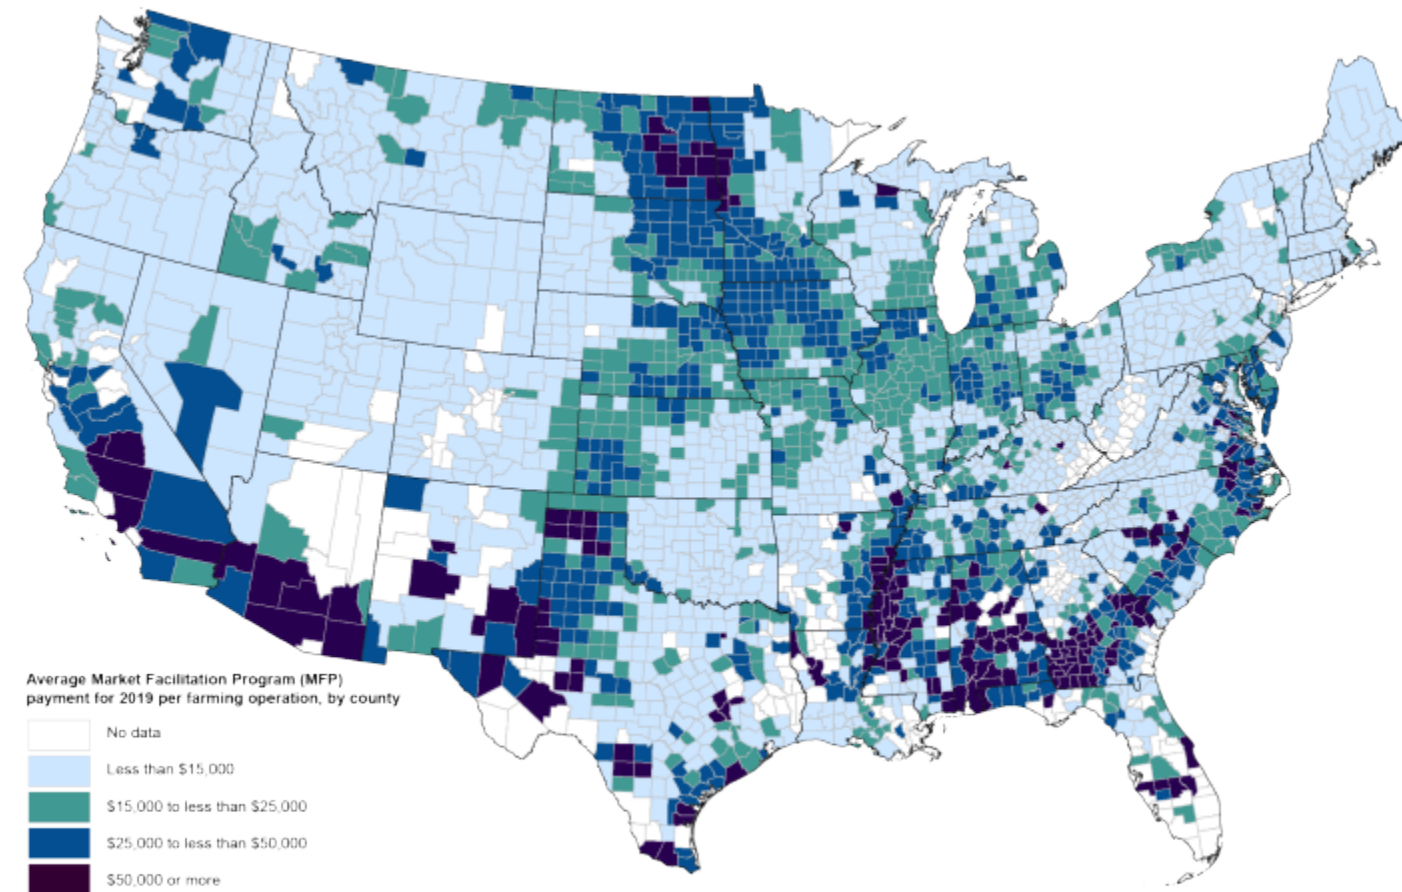 Average Market Facilitation Program (MFP)
payment for 2019 per farming operation, by county
No data
Less than $15,000
$15,000 to less than $25,000
$25,000 to less than $50,000
$50,000 or more